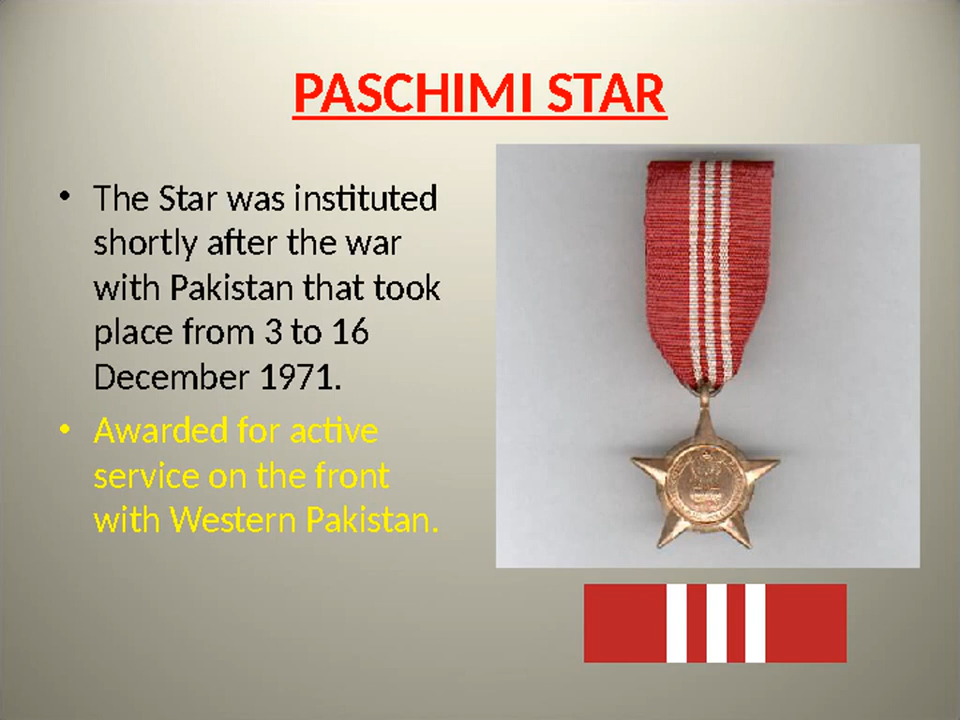 PASCHIMI STAR
• The Star was instituted
shortly after the war
with Pakistan that took
place from 3 to 16
December 1971.
• Awarded for active
service on the front
with Western Pakistan.